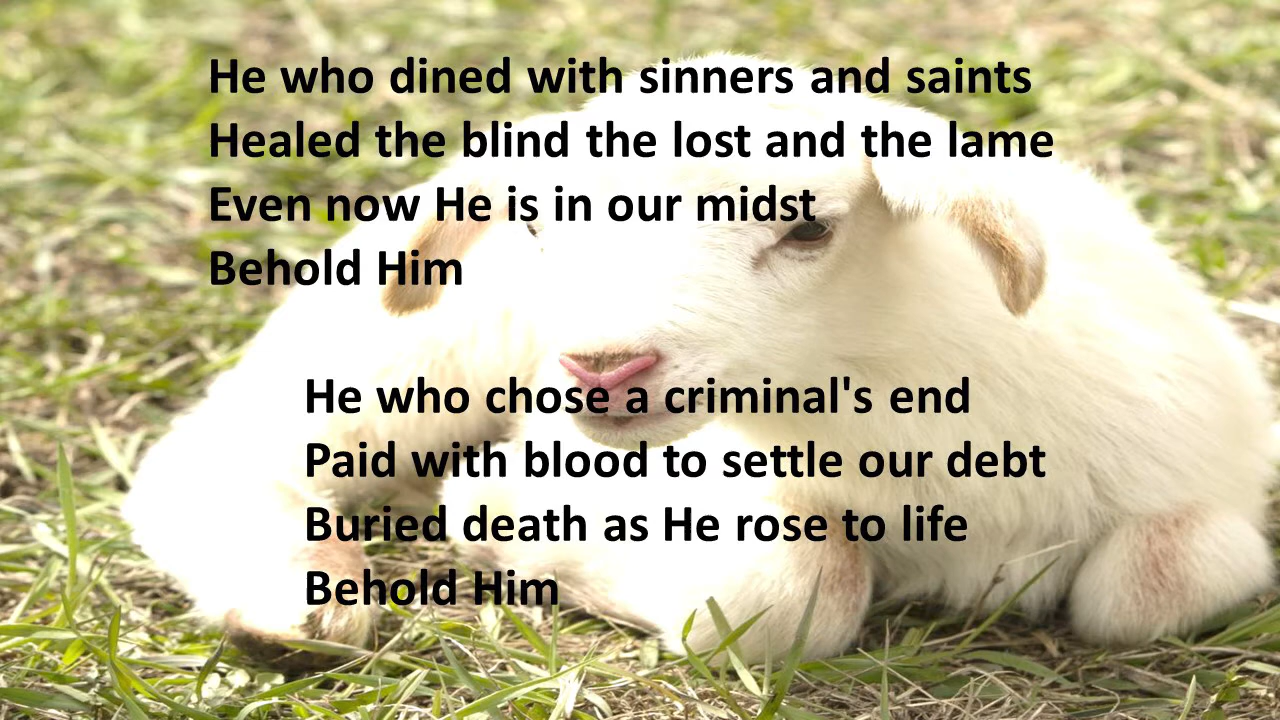 He who dined with sinners and saints
Healed the blind the lost and the lame
Even now He is in our midst
Behold Him
He who chose a criminal's end
Paid with blood to settle our debt
Buried death as He rose to life
Behold Him